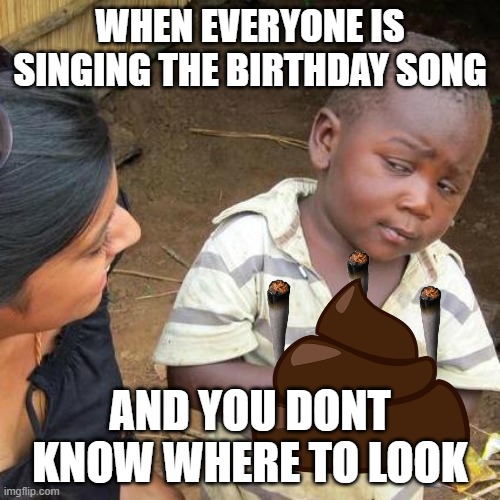 WHEN EVERYONE IS
SINGING THE BIRTHDAY SONG
AND YOU DONT
KNOW WHERE TO LOOK
imgflip.com